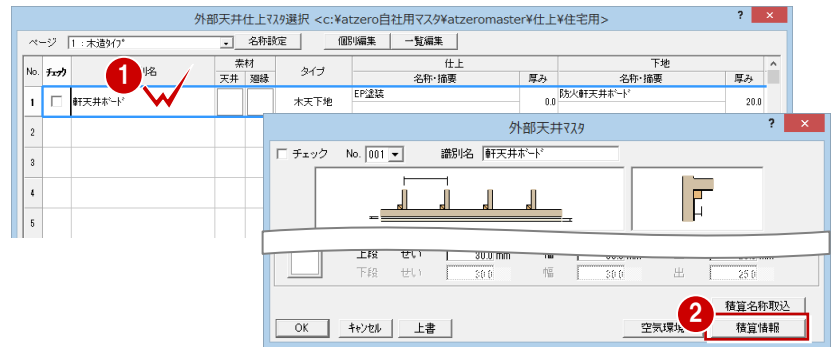 外部天井仕上ﾏｽﾀ選択 <c:¥atzero自社用マスタ¥atzeromaster¥仕上¥住宅用>
? ×
ページ 1：木造ﾀｲﾌﾟ 名称設定 個別編集 一覧編集
No. ﾁｪｯｸ 別名 素材 タイプ 仕上 下地
天井 廻縁 名称・摘要 厚み 名称・摘要 厚み
1 軒天井ﾎﾞｰﾄﾞ 木天下地 EP塗装 0.0 防火軒天井ﾎﾞｰﾄﾞ 20.0
2
3
4
5
1
外部天井ﾏｽﾀ
? ×
チェック No. 001 識別名 軒天井ﾎﾞｰﾄﾞ
上段 せい 30.0 mm 幅
下段 せい 30.0 幅 30.0 出 25.0
2
積算名称取込
OK ｷｬﾝｾﾙ 上書 空気環境 積算情報